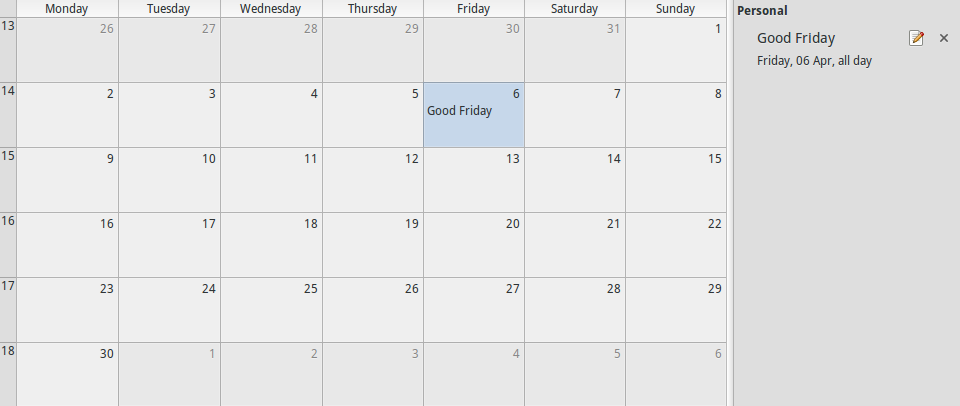 Monday Tuesday Wednesday Thursday Friday Saturday Sunday
13 26 27 28 29 30 31 1
14 2 3 4 5 6 7 8
Good Friday
15 9 10 11 12 13 14 15
16 16 17 18 19 20 21 22
17 23 24 25 26 27 28 29
18 30 1 2 3 4 5 6
Personal
Good Friday
Friday, 06 Apr, all day